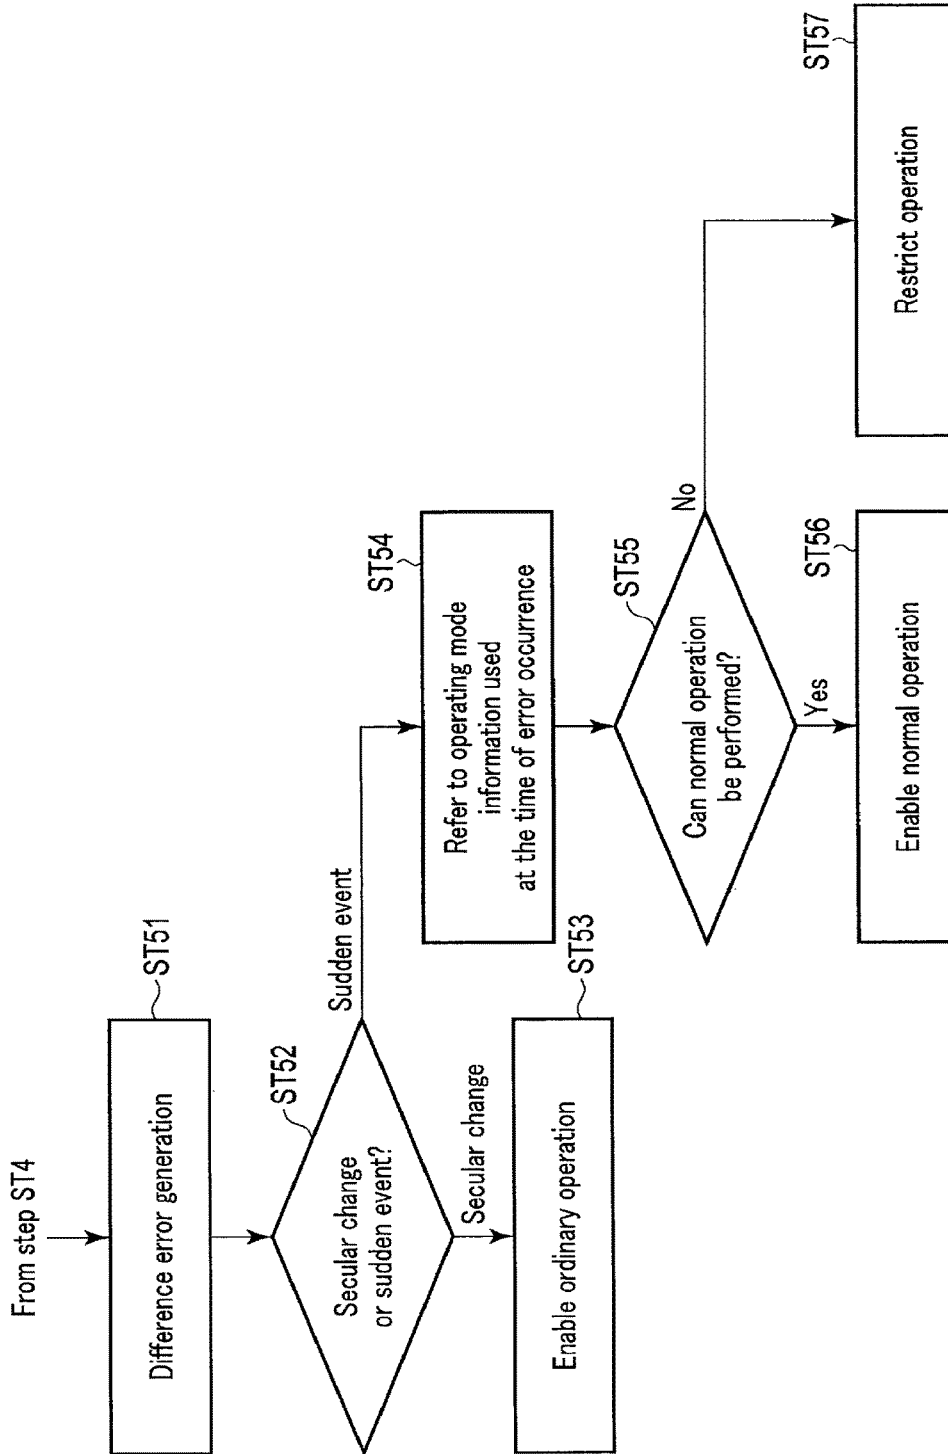 From step ST4
ST51
Difference error generation
ST52
Secular change
or sudden event?
Sudden event
Secular change
ST53
Enable ordinary operation
ST54
Refer to operating mode
information used
at the time of error occurrence
ST55
Can normal operation
be performed?
No
Yes
ST56
Enable normal operation
ST57
Restrict operation